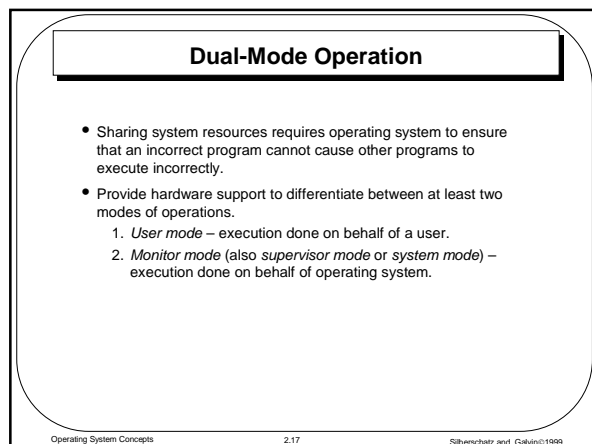 Dual-Mode Operation
• Sharing system resources requires operating system to ensure
that an incorrect program cannot cause other programs to
execute incorrectly.
• Provide hardware support to differentiate between at least two
modes of operations.
1. User mode – execution done on behalf of a user.
2. Monitor mode (also supervisor mode or system mode) –
execution done on behalf of operating system.
Operating System Concepts 2.17 Silberschatz and Galvin©1999